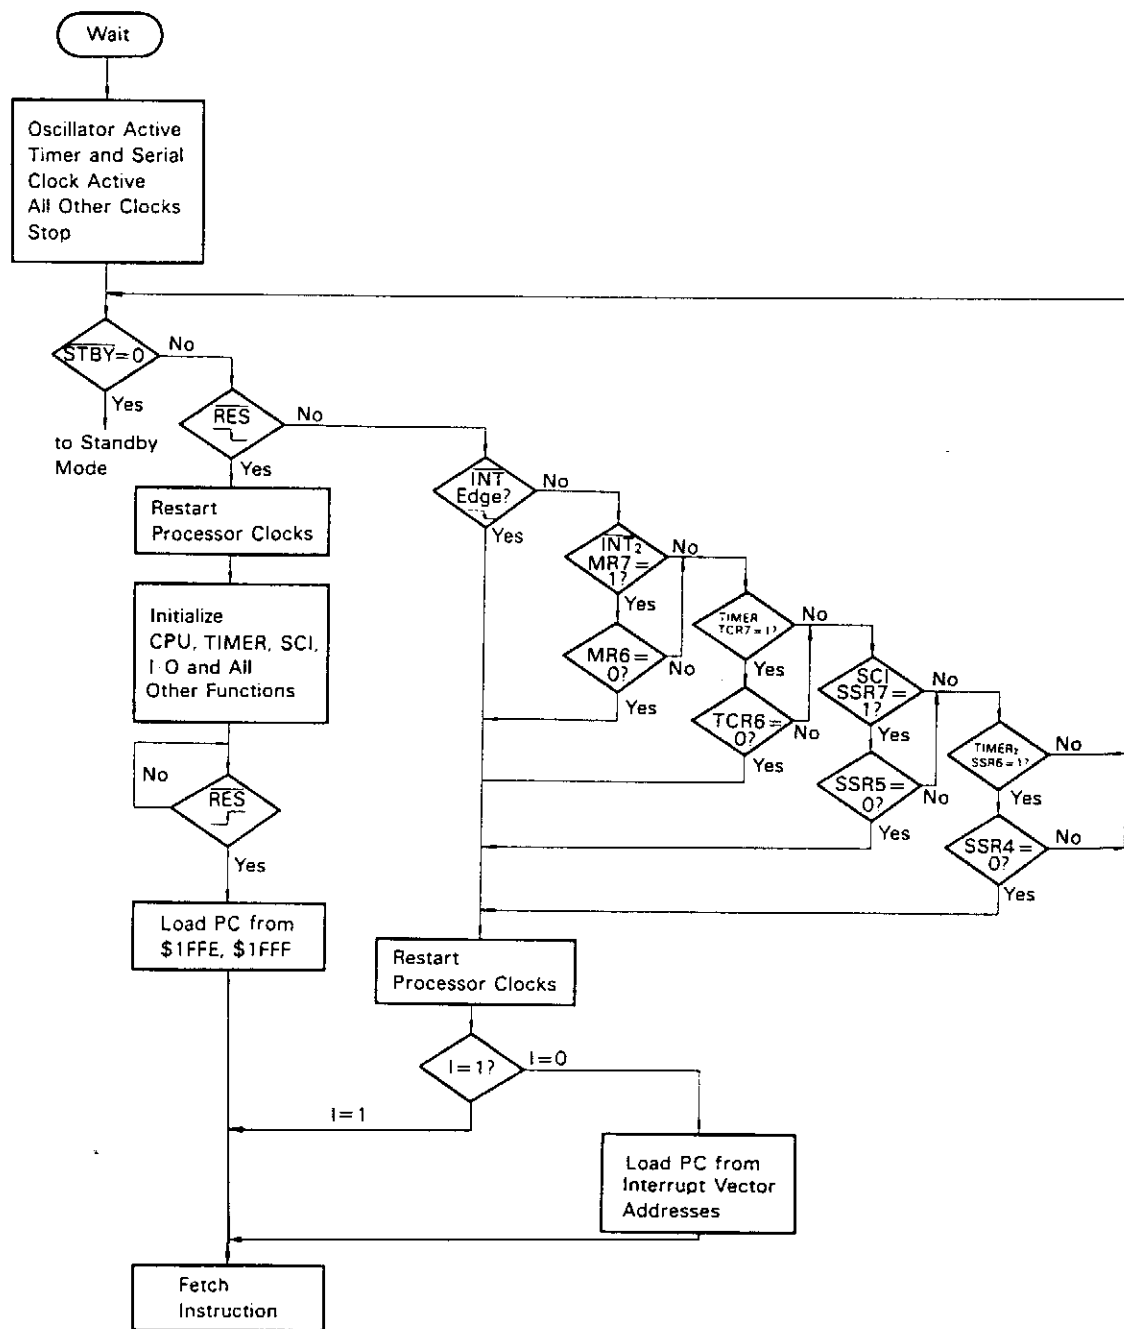 Wait
Oscillator Active
Timer and Serial
Clock Active
All Other Clocks
Stop
STBY=0
No
Yes
to Standby
Mode
RES
No
Yes
Restart
Processor Clocks
Initialize
CPU, TIMER, SCI,
I O and All
Other Functions
No
RES
Yes
Load PC from
$1FFE, $1FFF
INT
Edge?
No
Yes
INT2
MR7=
1?
No
Yes
MR6=
0?
No
Yes
TIMER
TCR7=1?
No
Yes
TCR6=
0?
No
Yes
SCI
SSR7=
1?
No
Yes
SSR5=
0?
No
Yes
TIMER2
SSR6=1?
No
Yes
SSR4=
0?
No
Yes
Restart
Processor Clocks
I=1?
I=0
I=1
Load PC from
Interrupt Vector
Addresses
Fetch
Instruction